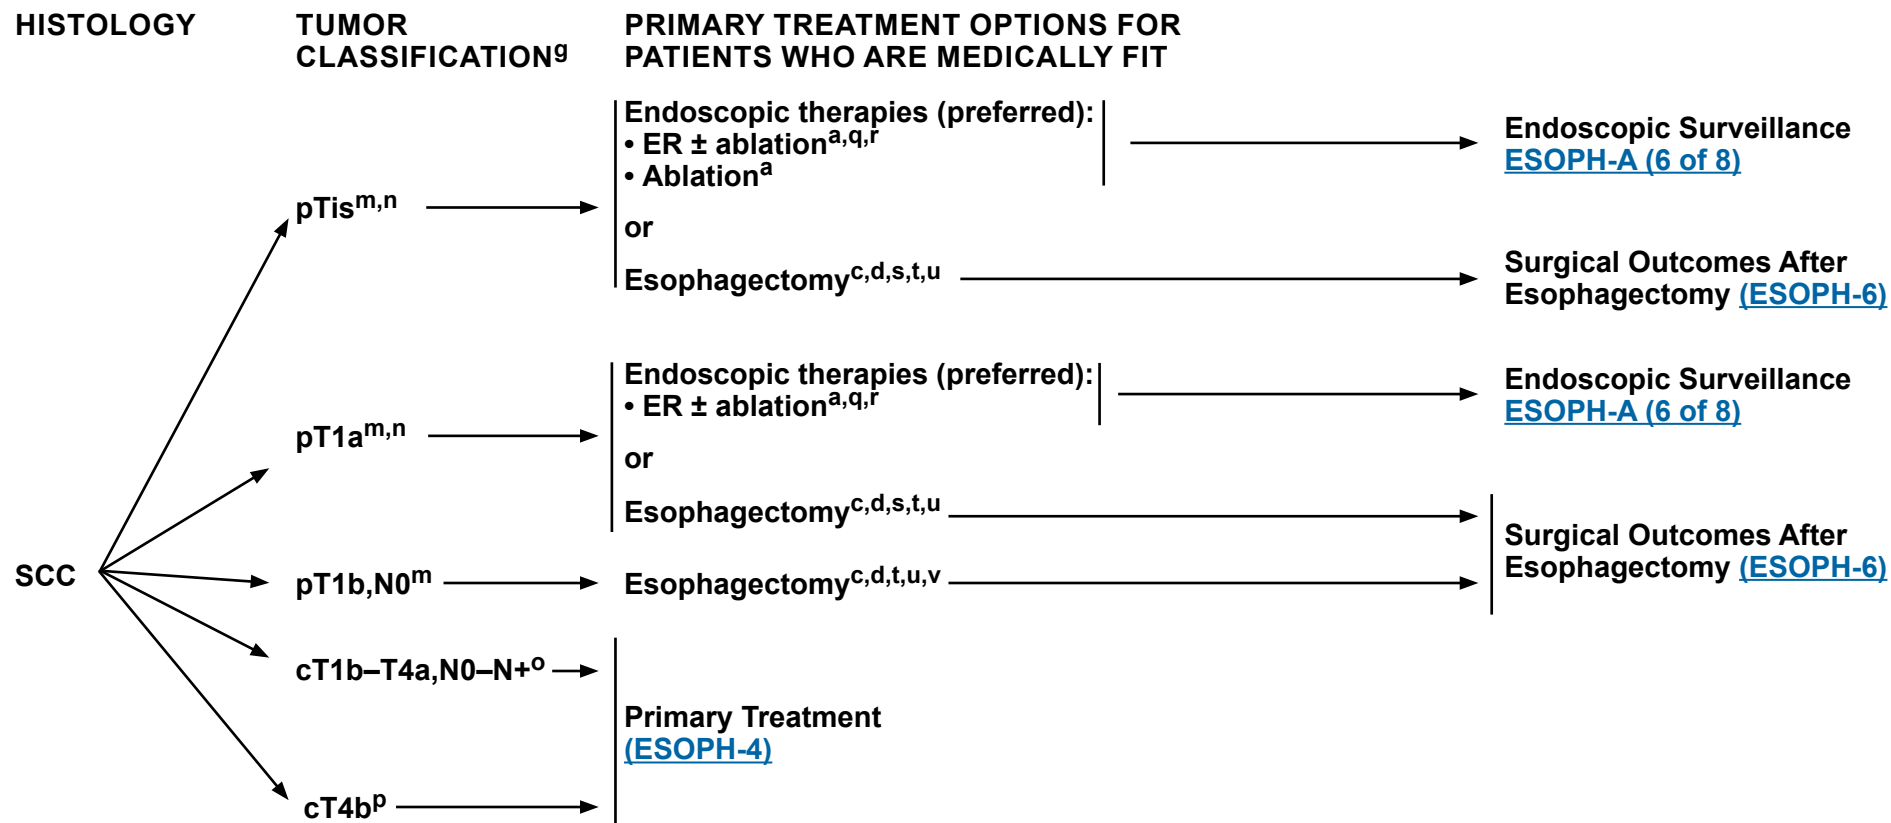 HISTOLOGY
TUMOR
CLASSIFICATIONg
PRIMARY TREATMENT OPTIONS FOR
PATIENTS WHO ARE MEDICALLY FIT
SCC
pTism,n
Endoscopic therapies (preferred):
• ER ± ablationa,q,r
• Ablationa
or
Esophagectomyc,d,s,t,u
Endoscopic Surveillance
ESOPH-A (6 of 8)
Surgical Outcomes After
Esophagectomy (ESOPH-6)
pT1am,n
Endoscopic therapies (preferred):
• ER ± ablationa,q,r
or
Esophagectomyc,d,s,t,u
Endoscopic Surveillance
ESOPH-A (6 of 8)
pT1b,N0m
Esophagectomyc,d,t,u,v
Surgical Outcomes After
Esophagectomy (ESOPH-6)
cT1b–T4a,N0–N+o
cT4bp
Primary Treatment
(ESOPH-4)